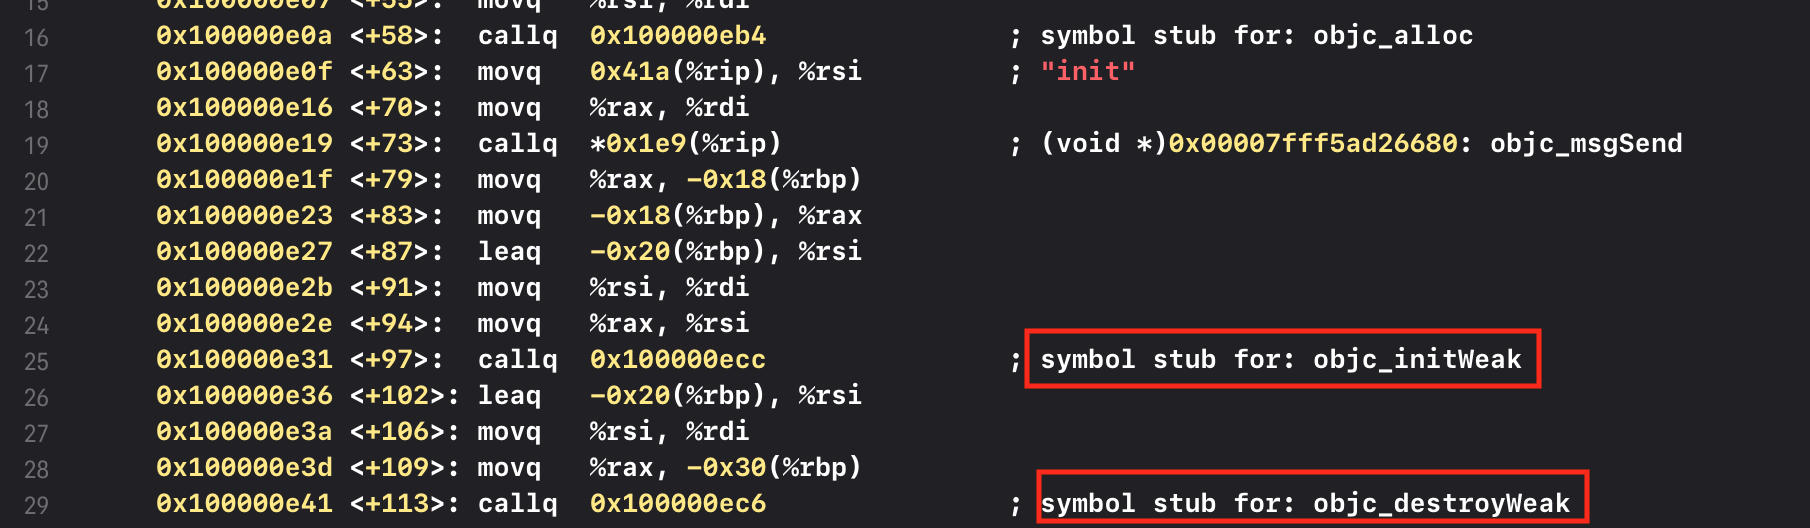 15 0x100000e07 <+55>: movq %rsi, %rdi
16 0x100000e0a <+58>: callq 0x100000eb4 ; symbol stub for: objc_alloc
17 0x100000e0f <+63>: movq 0x41a(%rip), %rsi ; "init"
18 0x100000e16 <+70>: movq %rax, %rdi
19 0x100000e19 <+73>: callq *0x1e9(%rip) ; (void *)0x00007fff5ad26680: objc_msgSend
20 0x100000e1f <+79>: movq %rax, -0x18(%rbp)
21 0x100000e23 <+83>: movq -0x18(%rbp), %rax
22 0x100000e27 <+87>: leaq -0x20(%rbp), %rsi
23 0x100000e2b <+91>: movq %rsi, %rdi
24 0x100000e2e <+94>: movq %rax, %rsi
25 0x100000e31 <+97>: callq 0x100000ecc ; symbol stub for: objc_initWeak
26 0x100000e36 <+102>: leaq -0x20(%rbp), %rsi
27 0x100000e3a <+106>: movq %rsi, %rdi
28 0x100000e3d <+109>: movq %rax, -0x30(%rbp)
29 0x100000e41 <+113>: callq 0x100000ec6 ; symbol stub for: objc_destroyWeak